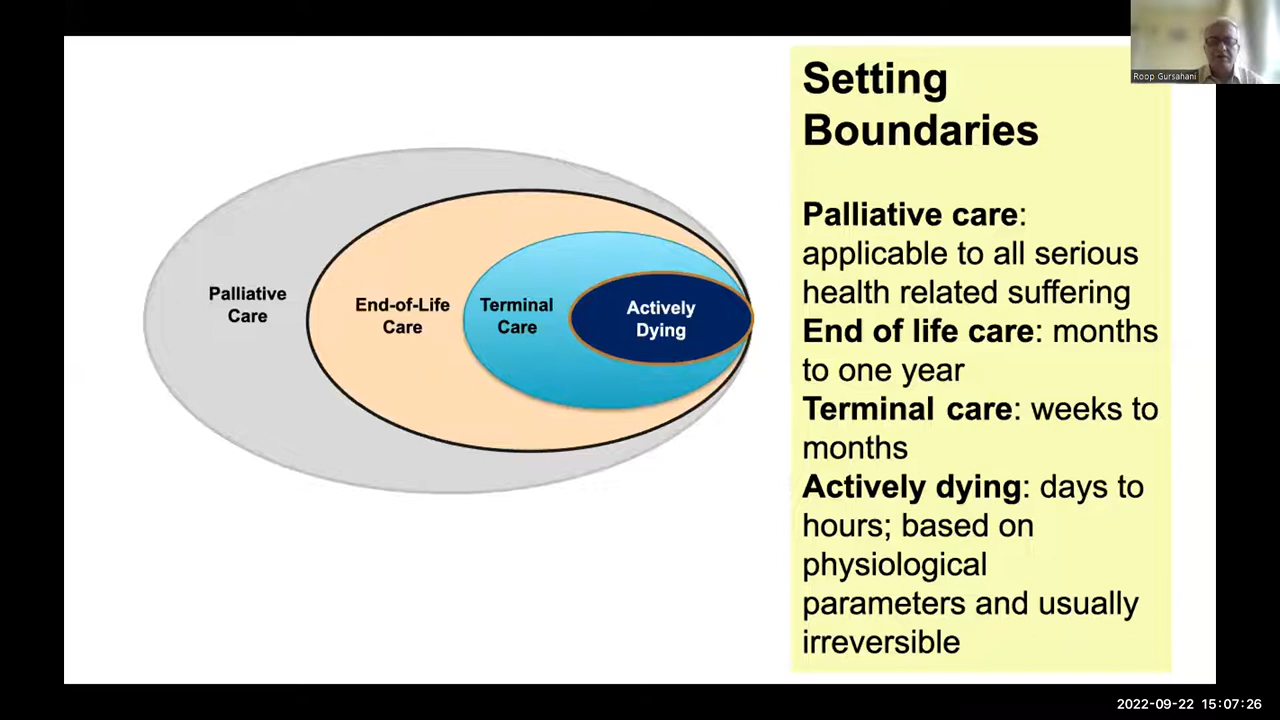 Roop Gursahani
Setting
Boundaries
Palliative care:
applicable to all serious
health related suffering
End of life care: months
to one year
Terminal care: weeks to
months
Actively dying: days to
hours; based on
physiological
parameters and usually
irreversible
Palliative
Care
End-of-Life
Care
Terminal
Care
Actively
Dying
2022-09-22 15:07:26